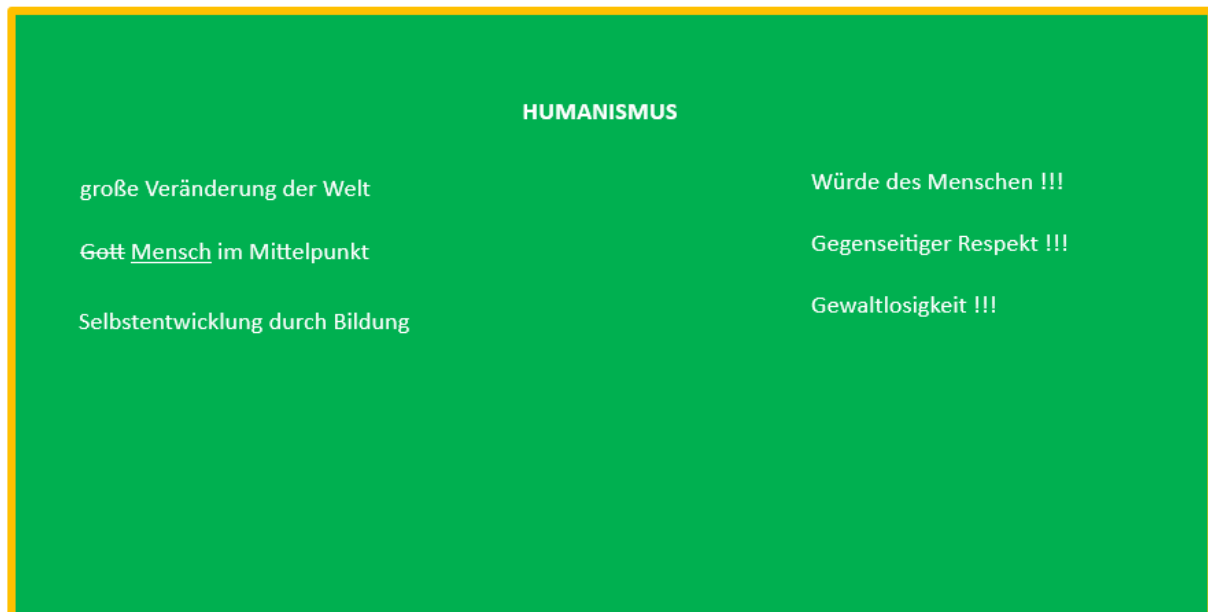 HUMANISMUS
große Veränderung der Welt
Gott Mensch im Mittelpunkt
Selbstentwicklung durch Bildung
Würde des Menschen !!!
Gegenseitiger Respekt !!!
Gewaltlosigkeit !!!